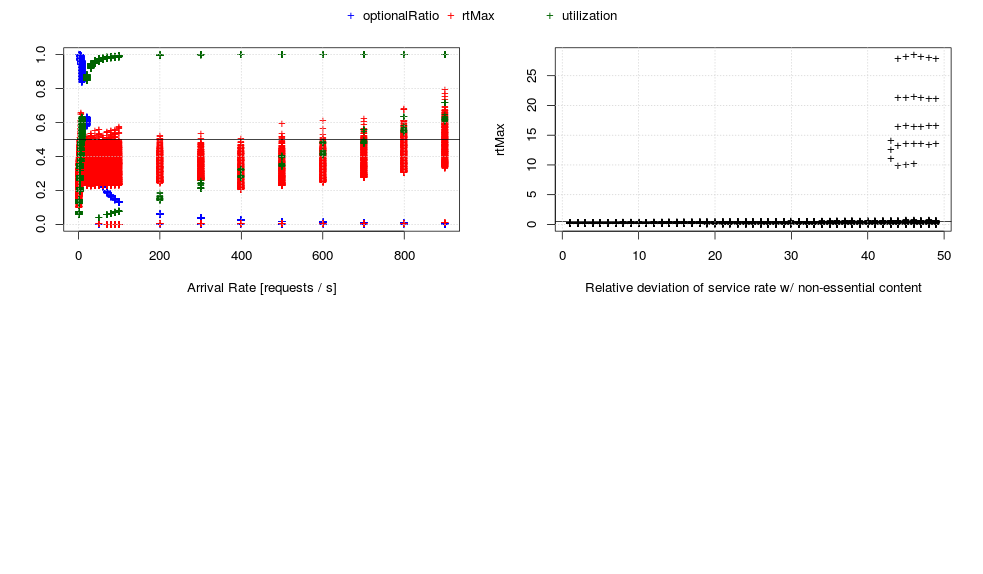 + optionalRatio + rtMax + utilization
0.0 0.2 0.4 0.6 0.8 1.0
0 200 400 600 800
Arrival Rate [requests / s]
rtMax
0 5 10 15 20 25
0 10 20 30 40 50
Relative deviation of service rate w/ non-essential content